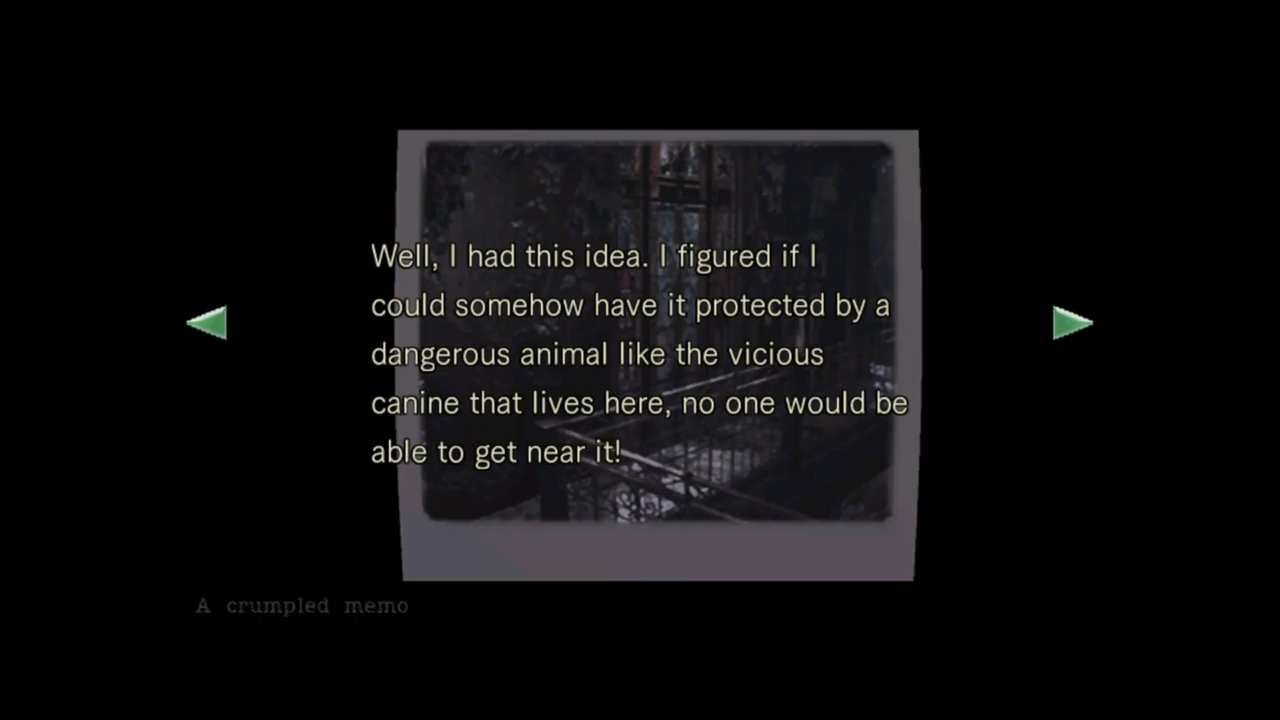 Well, I had this idea. I figured if I
could somehow have it protected by a
dangerous animal like the vicious
canine that lives here, no one would be
able to get near it!
A crumpled memo